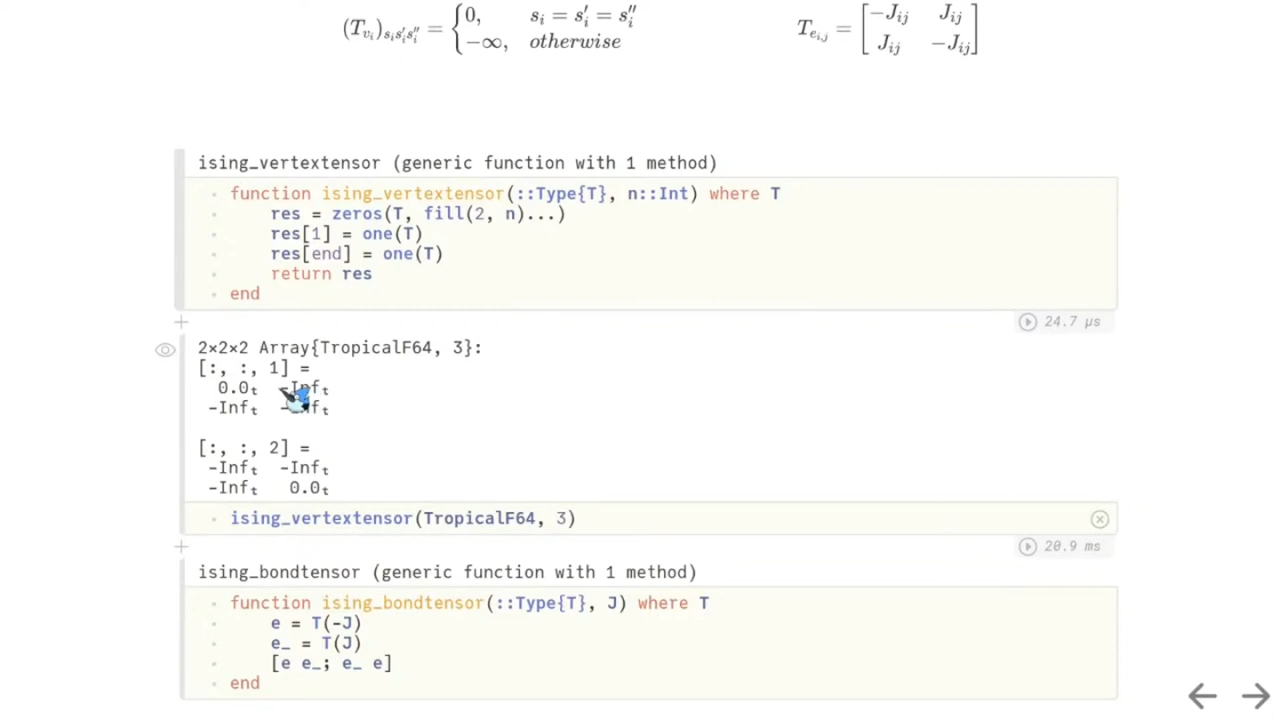 (T_{v_i})_{s_i s_i' s_i''} = { 0, s_i = s_i' = s_i''
−∞, otherwise
T_{e_{i,j}} = [ −J_{ij} J_{ij}
J_{ij} −J_{ij} ]
ising_vertextensor (generic function with 1 method)
function ising_vertextensor(::Type{T}, n::Int) where T
res = zeros(T, fill(2, n)...)
res[1] = one(T)
res[end] = one(T)
return res
end
24.7 μs
2×2×2 Array{TropicalF64, 3}:
[:, :, 1] =
0.0ₜ -Infₜ
-Infₜ -Infₜ
[:, :, 2] =
-Infₜ -Infₜ
-Infₜ 0.0ₜ
ising_vertextensor(TropicalF64, 3)
20.9 ms
ising_bondtensor (generic function with 1 method)
function ising_bondtensor(::Type{T}, J) where T
e = T(-J)
e_ = T(J)
[e e_; e_ e]
end